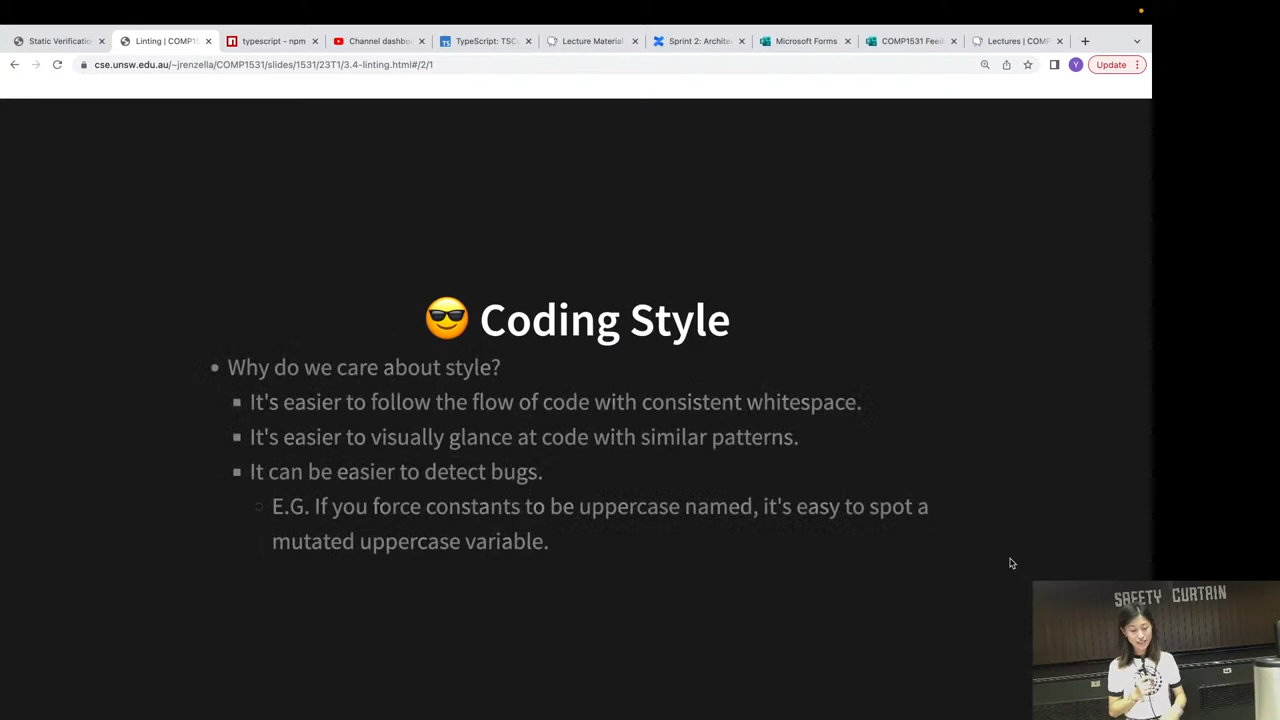 Static Verificatio
Linting | COMP15
typescript - npm
Channel dashbo
TS
TypeScript: TSC
Lecture Material
Sprint 2: Archite
Microsoft Forms
COMP1531 Feed
Lectures | COMP
cse.unsw.edu.au/~jrenzella/COMP1531/slides/1531/23T1/3.4-linting.html#/2/1
Y
Update
Coding Style
Why do we care about style?
It's easier to follow the flow of code with consistent whitespace.
It's easier to visually glance at code with similar patterns.
It can be easier to detect bugs.
E.G. If you force constants to be uppercase named, it's easy to spot a
mutated uppercase variable.
SAFETY CURTAIN